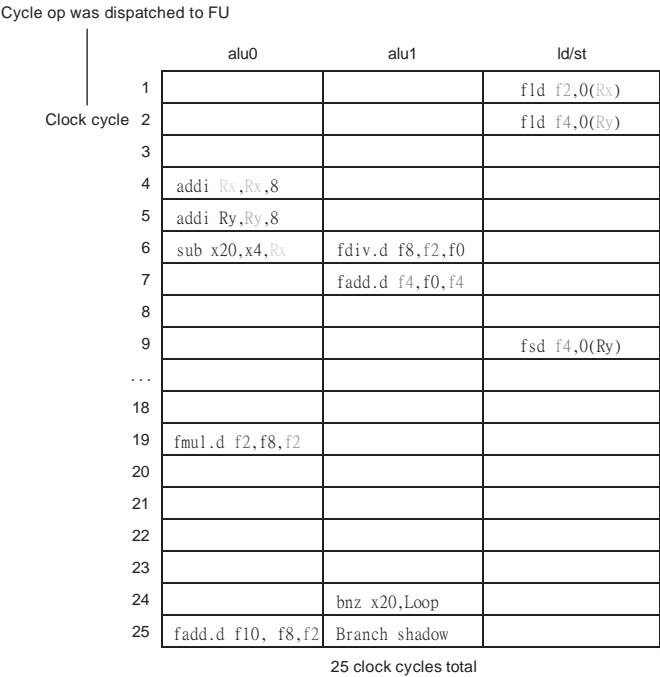 Cycle op was dispatched to FU
alu0 alu1 ld/st
1 fld f2,0(Rx)
Clock cycle 2 fld f4,0(Ry)
3
4 addi Rx,Rx,8
5 addi Ry,Ry,8
6 sub x20,x4,Rx fdiv.d f8,f2,f0
7 fadd.d f4,f0,f4
8
9 fsd f4,0(Ry)
...
18
19 fmul.d f2,f8,f2
20
21
22
23
24 bnz x20,Loop
25 fadd.d f10, f8,f2 Branch shadow
25 clock cycles total